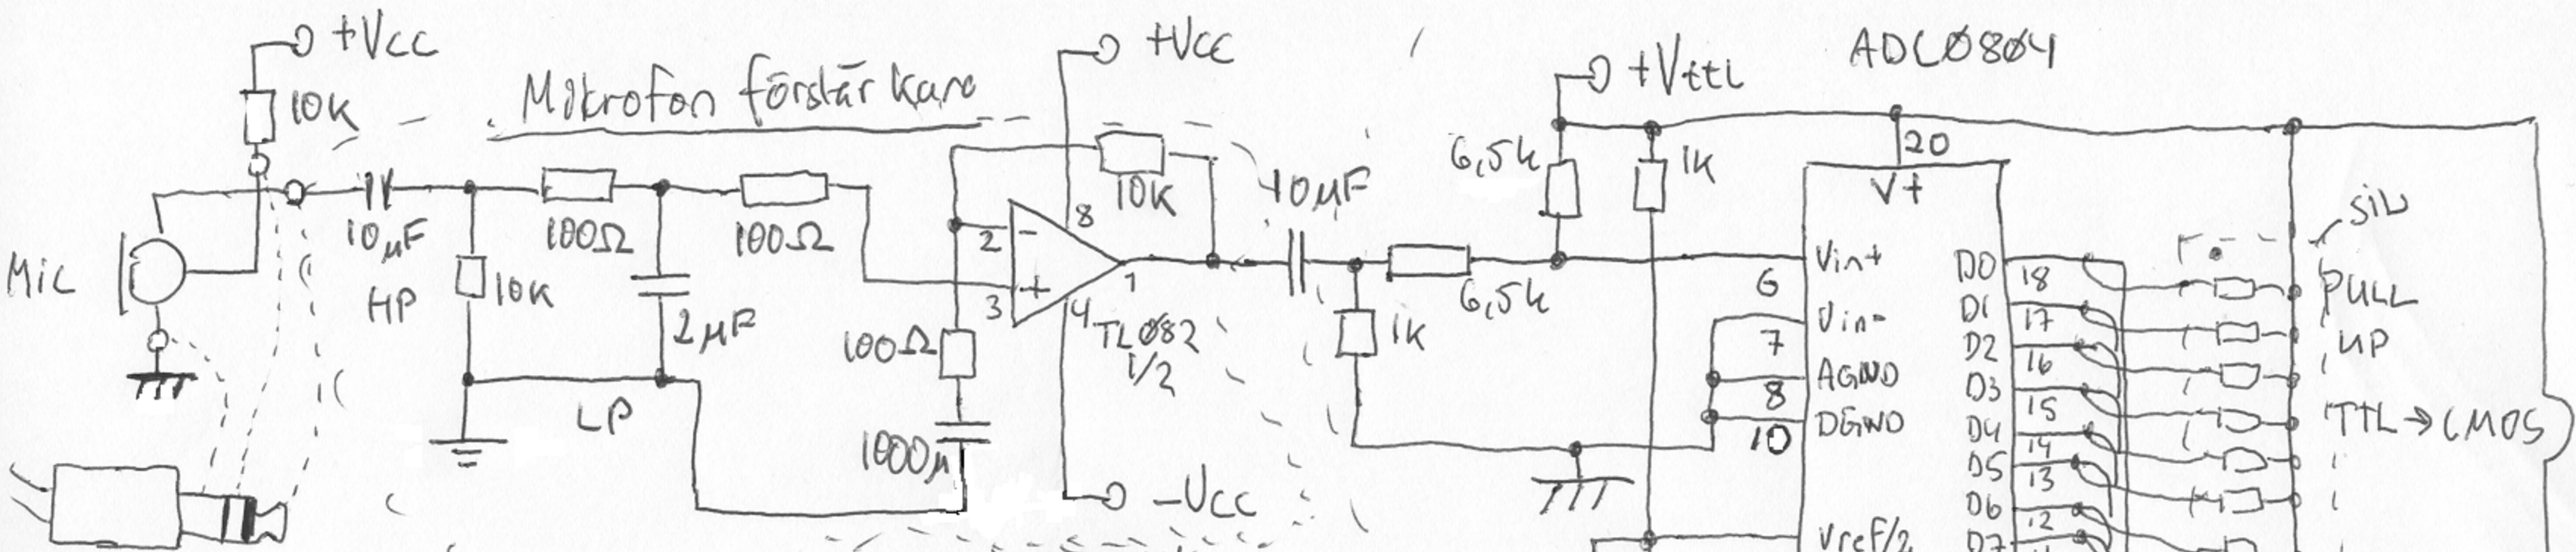 +Vcc
10K
Mic
10µF
HP
10K
100Ω
2µF
LP
100Ω
Mikrofon förstärkare
+Vcc
10K
2
3
8
4
1
TL082
1/2
100Ω
1000µ
-Vcc
10µF
1K
6,5k
6,5k
+Vttl
1K
ADC0804
20
V+
Vin+
6
Vin-
7
AGND
8
DGND
10
Vref/2
D0 18
D1 17
D2 16
D3 15
D4 14
D5 13
D6 12
D7
SIL
PULL
UP
TTL → CMOS